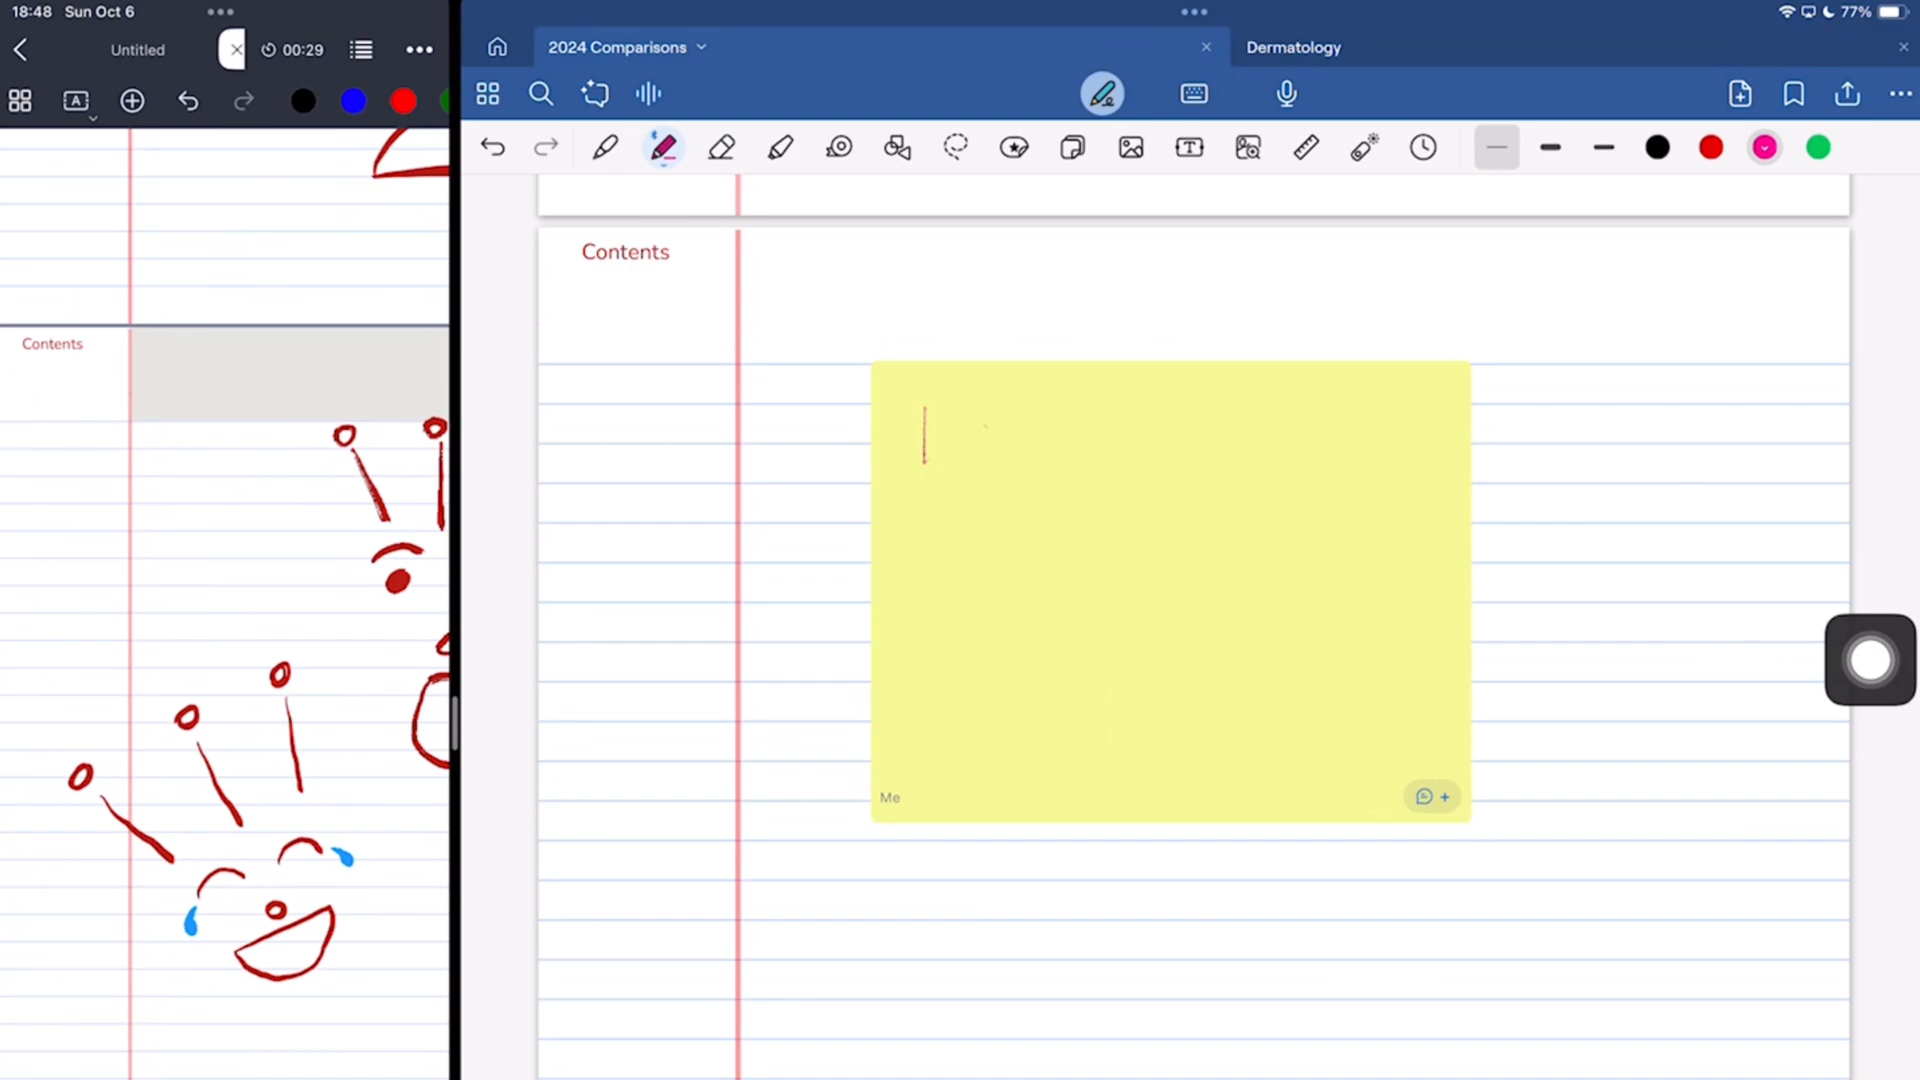 18:48 Sun Oct 6
77%
Untitled
00:29
2024 Comparisons
Dermatology
A
T
Contents
Contents
Me
+